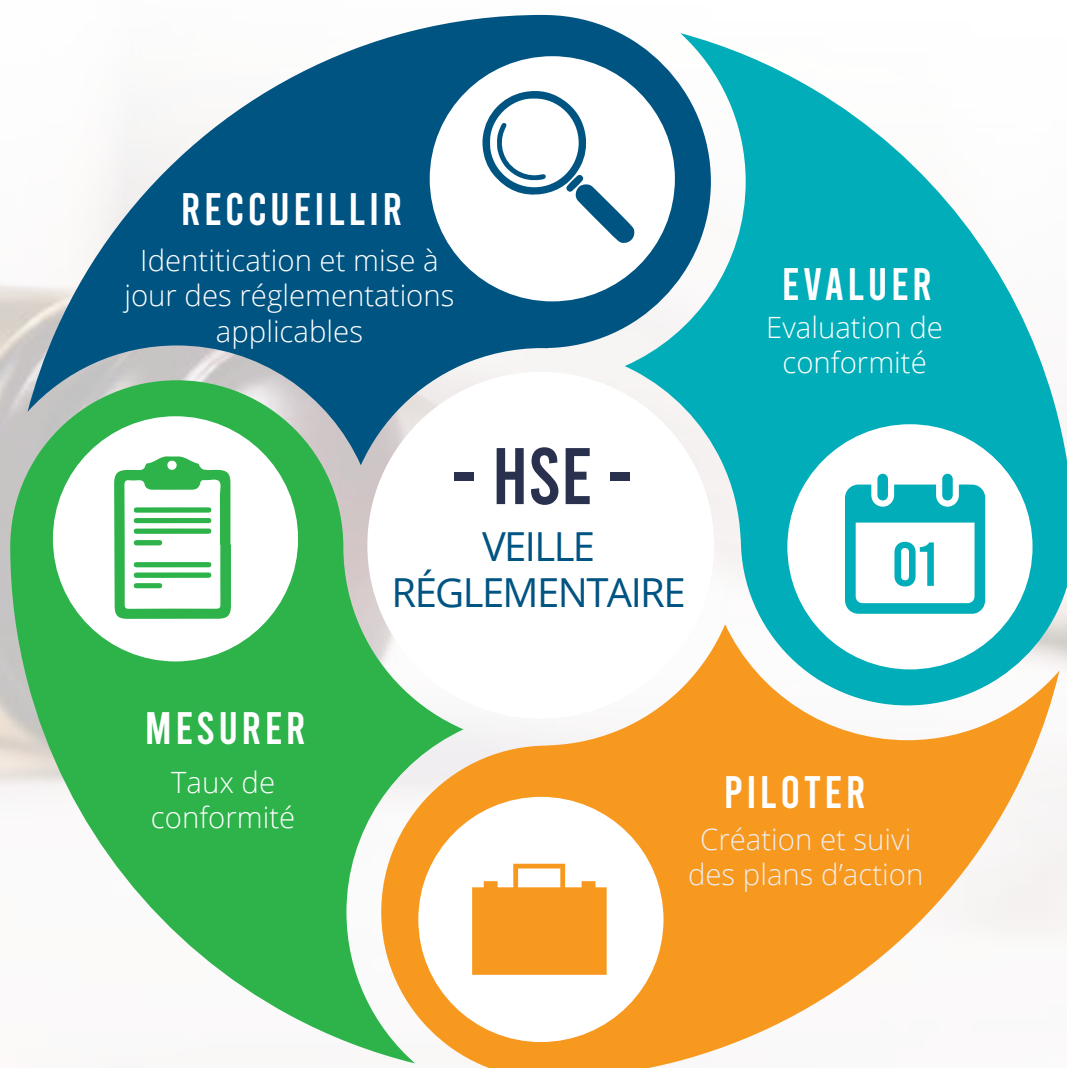 RECCUEILLIR
Identitication et mise à
jour des réglementations
applicables
EVALUER
Evaluation de
conformité
- HSE -
VEILLE
RÉGLEMENTAIRE
01
MESURER
Taux de
conformité
PILOTER
Création et suivi
des plans d’action